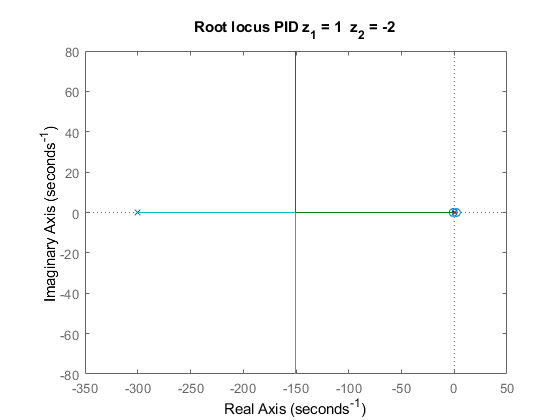 Root locus PID z1 = 1 z2 = -2
80
60
40
20
0
-20
-40
-60
-80
Imaginary Axis (seconds-1)
-350 -300 -250 -200 -150 -100 -50 0 50
Real Axis (seconds-1)